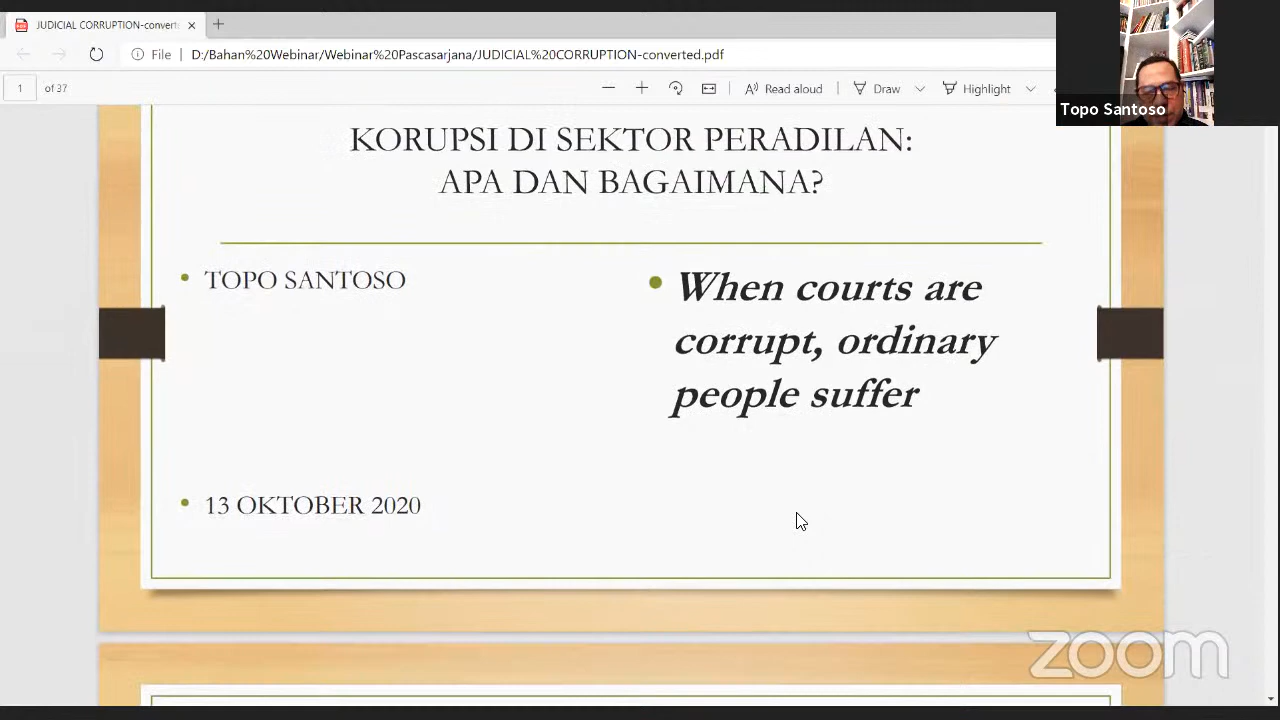 JUDICIAL CORRUPTION-converte
File D:/Bahan%20Webinar/Webinar%20Pascasarjana/JUDICIAL%20CORRUPTION-converted.pdf
1 of 37
Read aloud
Draw
Highlight
Topo Santoso
KORUPSI DI SEKTOR PERADILAN:
APA DAN BAGAIMANA?
• TOPO SANTOSO
• 13 OKTOBER 2020
• When courts are
corrupt, ordinary
people suffer
zoom